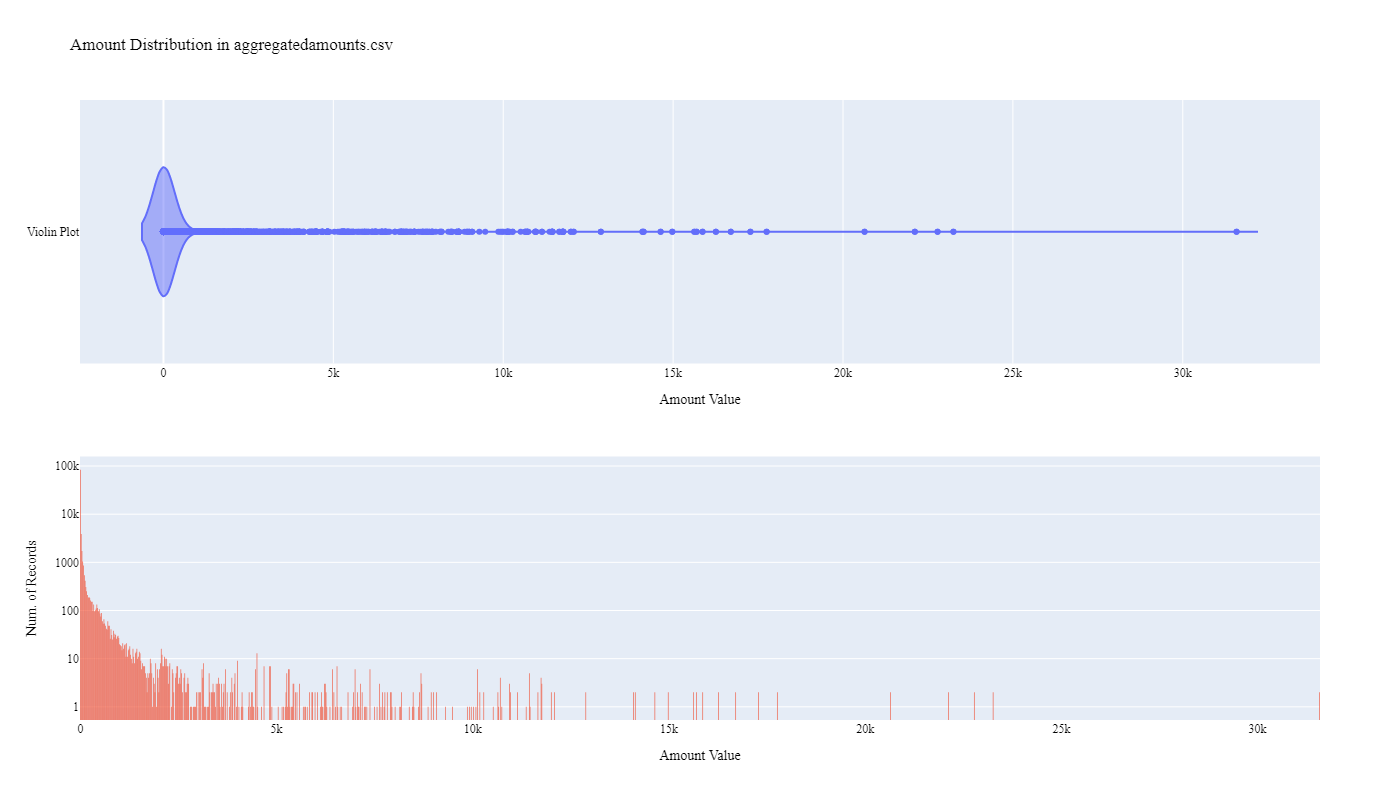 Amount Distribution in aggregatedamounts.csv
Violin Plot
0 5k 10k 15k 20k 25k 30k
Amount Value
100k
10k
1000
100
10
1
Num. of Records
0 5k 10k 15k 20k 25k 30k
Amount Value